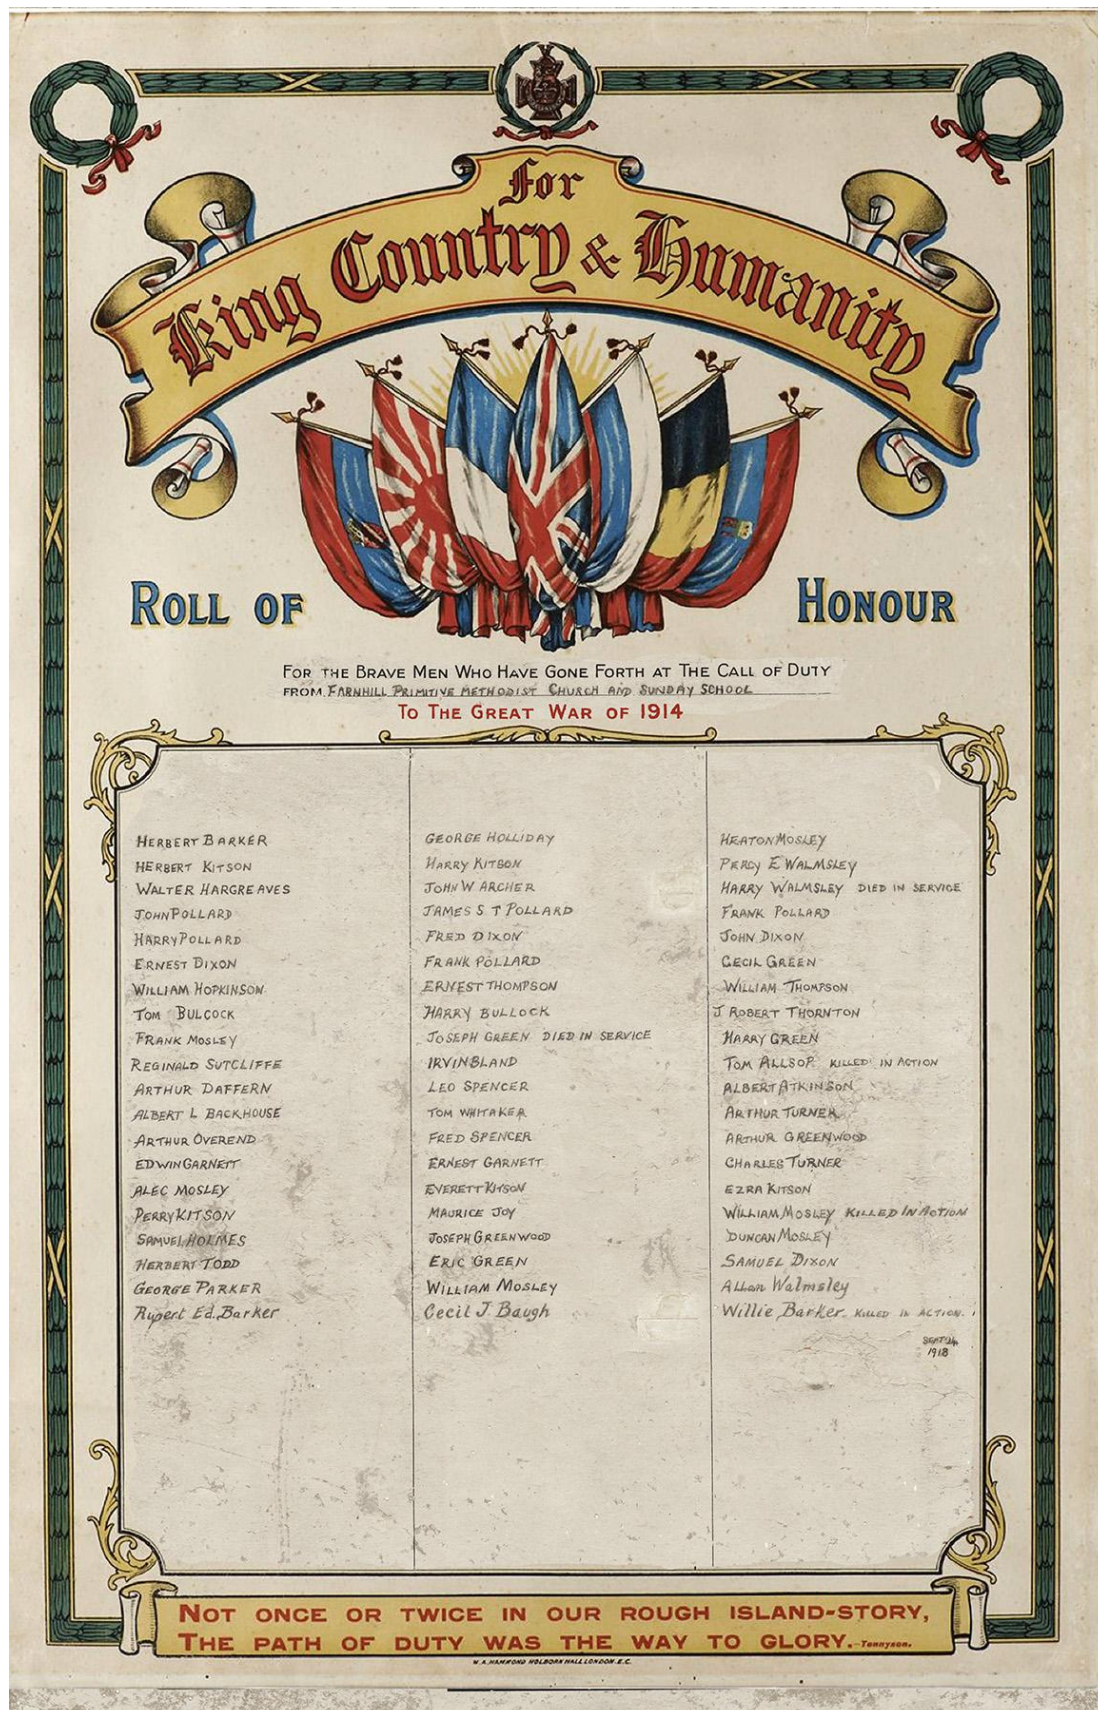 For
King Country & Humanity
ROLL OF HONOUR
FOR THE BRAVE MEN WHO HAVE GONE FORTH AT THE CALL OF DUTY
FROM FARNHILL PRIMITIVE METHODIST CHURCH AND SUNDAY SCHOOL
TO THE GREAT WAR OF 1914
HERBERT BARKER
HERBERT KITSON
WALTER HARGREAVES
JOHN POLLARD
HARRY POLLARD
ERNEST DIXON
WILLIAM HOPKINSON
TOM BULCOCK
FRANK MOSLEY
REGINALD SUTCLIFFE
ARTHUR DAFFERN
ALBERT L BACKHOUSE
ARTHUR OVEREND
EDWIN GARNETT
ALEC MOSLEY
PERRY KITSON
SAMUEL HOLMES
HERBERT TODD
GEORGE PARKER
Rupert Ed. Barker
GEORGE HOLLIDAY
HARRY KITSON
JOHN W ARCHER
JAMES S T POLLARD
FRED DIXON
FRANK POLLARD
ERNEST THOMPSON
HARRY BULLOCK
JOSEPH GREEN DIED IN SERVICE
IRVIN BLAND
LEO SPENCER
TOM WHITAKER
FRED SPENCER
ERNEST GARNETT
EVERETT KITSON
MAURICE JOY
JOSEPH GREENWOOD
ERIC GREEN
WILLIAM MOSLEY
Cecil J Baugh
HEATON MOSLEY
PERCY E WALMSLEY
HARRY WALMSLEY DIED IN SERVICE
FRANK POLLARD
JOHN DIXON
CECIL GREEN
WILLIAM THOMPSON
J ROBERT THORNTON
HARRY GREEN
TOM ALLSOP KILLED IN ACTION
ALBERT ATKINSON
ARTHUR TURNER
ARTHUR GREENWOOD
CHARLES TURNER
EZRA KITSON
WILLIAM MOSLEY KILLED IN ACTION
DUNCAN MOSLEY
SAMUEL DIXON
Allan Walmsley
Willie Barker KILLED IN ACTION.
SEPT 24
1918
NOT ONCE OR TWICE IN OUR ROUGH ISLAND-STORY,
THE PATH OF DUTY WAS THE WAY TO GLORY.—Tennyson.
W. A. HAMMOND HOLBORN HALL LONDON. E.C.